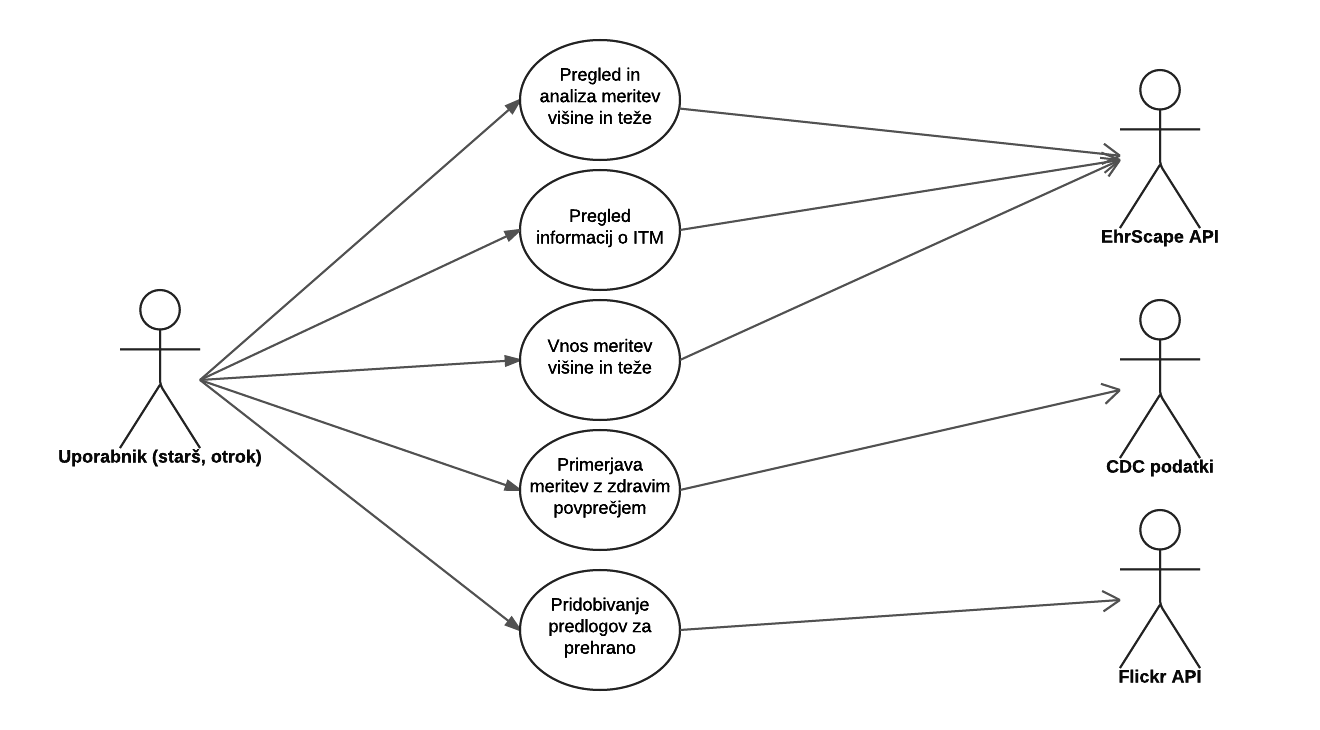 Pregled in
analiza meritev
višine in teže
Pregled
informacij o ITM
Vnos meritev
višine in teže
Primerjava
meritev z zdravim
povprečjem
Pridobivanje
predlogov za
prehrano
Uporabnik (starš, otrok)
EhrScape API
CDC podatki
Flickr API